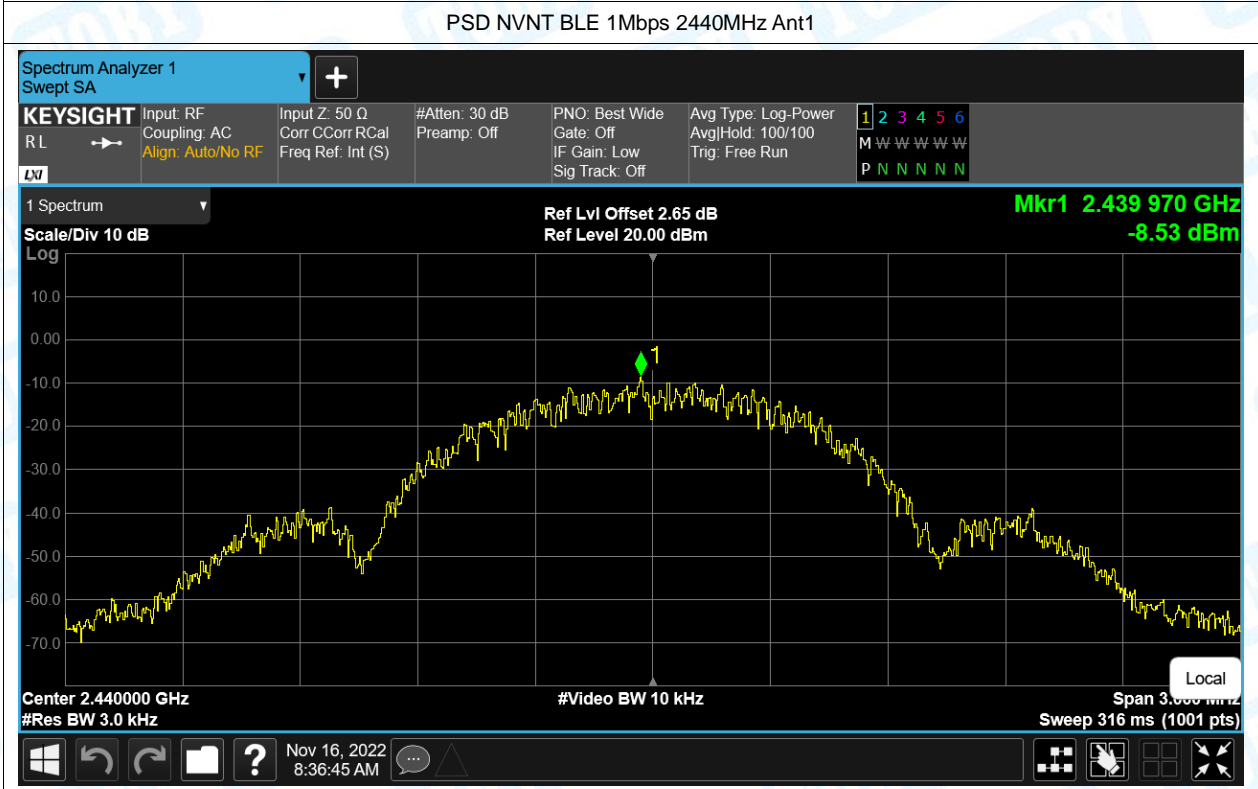 PSD NVNT BLE 1Mbps 2440MHz Ant1
Spectrum Analyzer 1
Swept SA
KEYSIGHT
RL
LXI
Input: RF
Coupling: AC
Align: Auto/No RF
Input Z: 50 Ω
Corr CCorr RCal
Freq Ref: Int (S)
#Atten: 30 dB
Preamp: Off
PNO: Best Wide
Gate: Off
IF Gain: Low
Sig Track: Off
Avg Type: Log-Power
Avg|Hold: 100/100
Trig: Free Run
1 2 3 4 5 6
M W W W W W
P N N N N N
1 Spectrum
Scale/Div 10 dB
Ref Lvl Offset 2.65 dB
Ref Level 20.00 dBm
Mkr1 2.439 970 GHz
-8.53 dBm
Log
10.0
0.00
-10.0
-20.0
-30.0
-40.0
-50.0
-60.0
-70.0
1
Local
Center 2.440000 GHz
#Res BW 3.0 kHz
#Video BW 10 kHz
Span 3.000 MHz
Sweep 316 ms (1001 pts)
?
Nov 16, 2022
8:36:45 AM